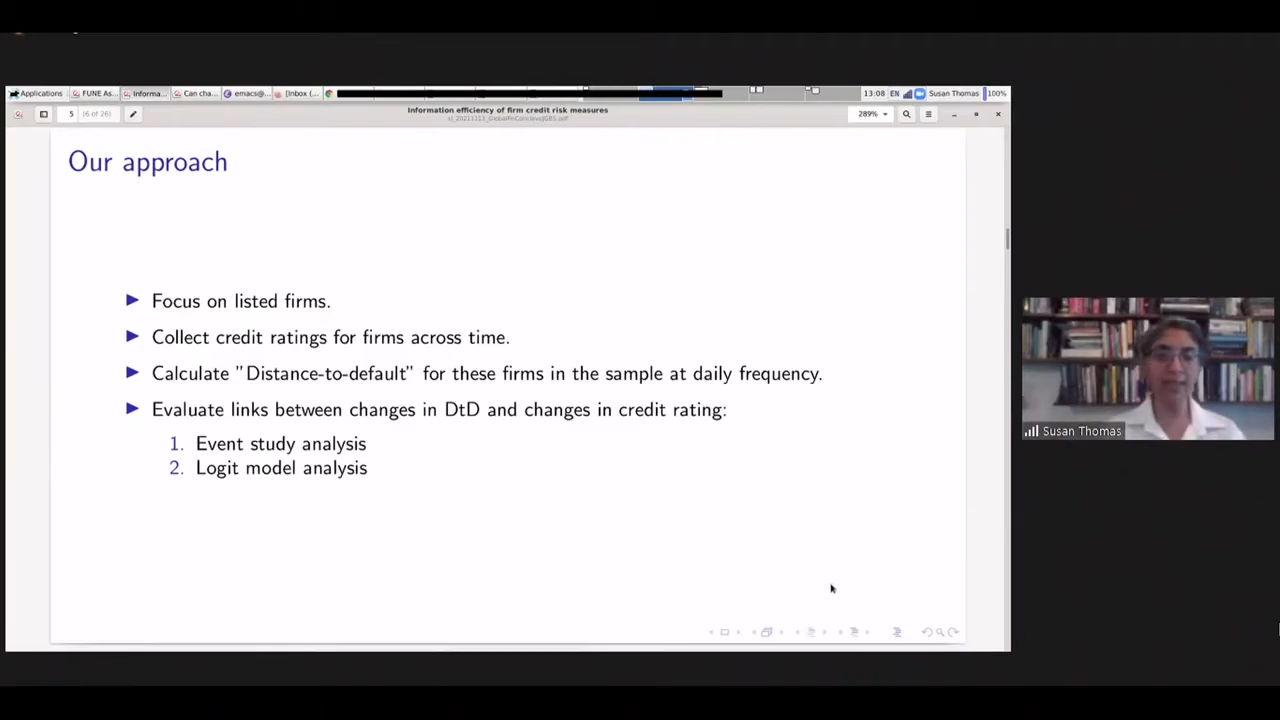 Applications FUNE As... Informa... Can cha... emacs@... [Inbox (... 13:08 EN Susan Thomas 100%
5 (6 of 26) Information efficiency of firm credit risk measures 289%
Our approach
Focus on listed firms.
Collect credit ratings for firms across time.
Calculate "Distance-to-default" for these firms in the sample at daily frequency.
Evaluate links between changes in DtD and changes in credit rating:
1. Event study analysis
2. Logit model analysis
Susan Thomas